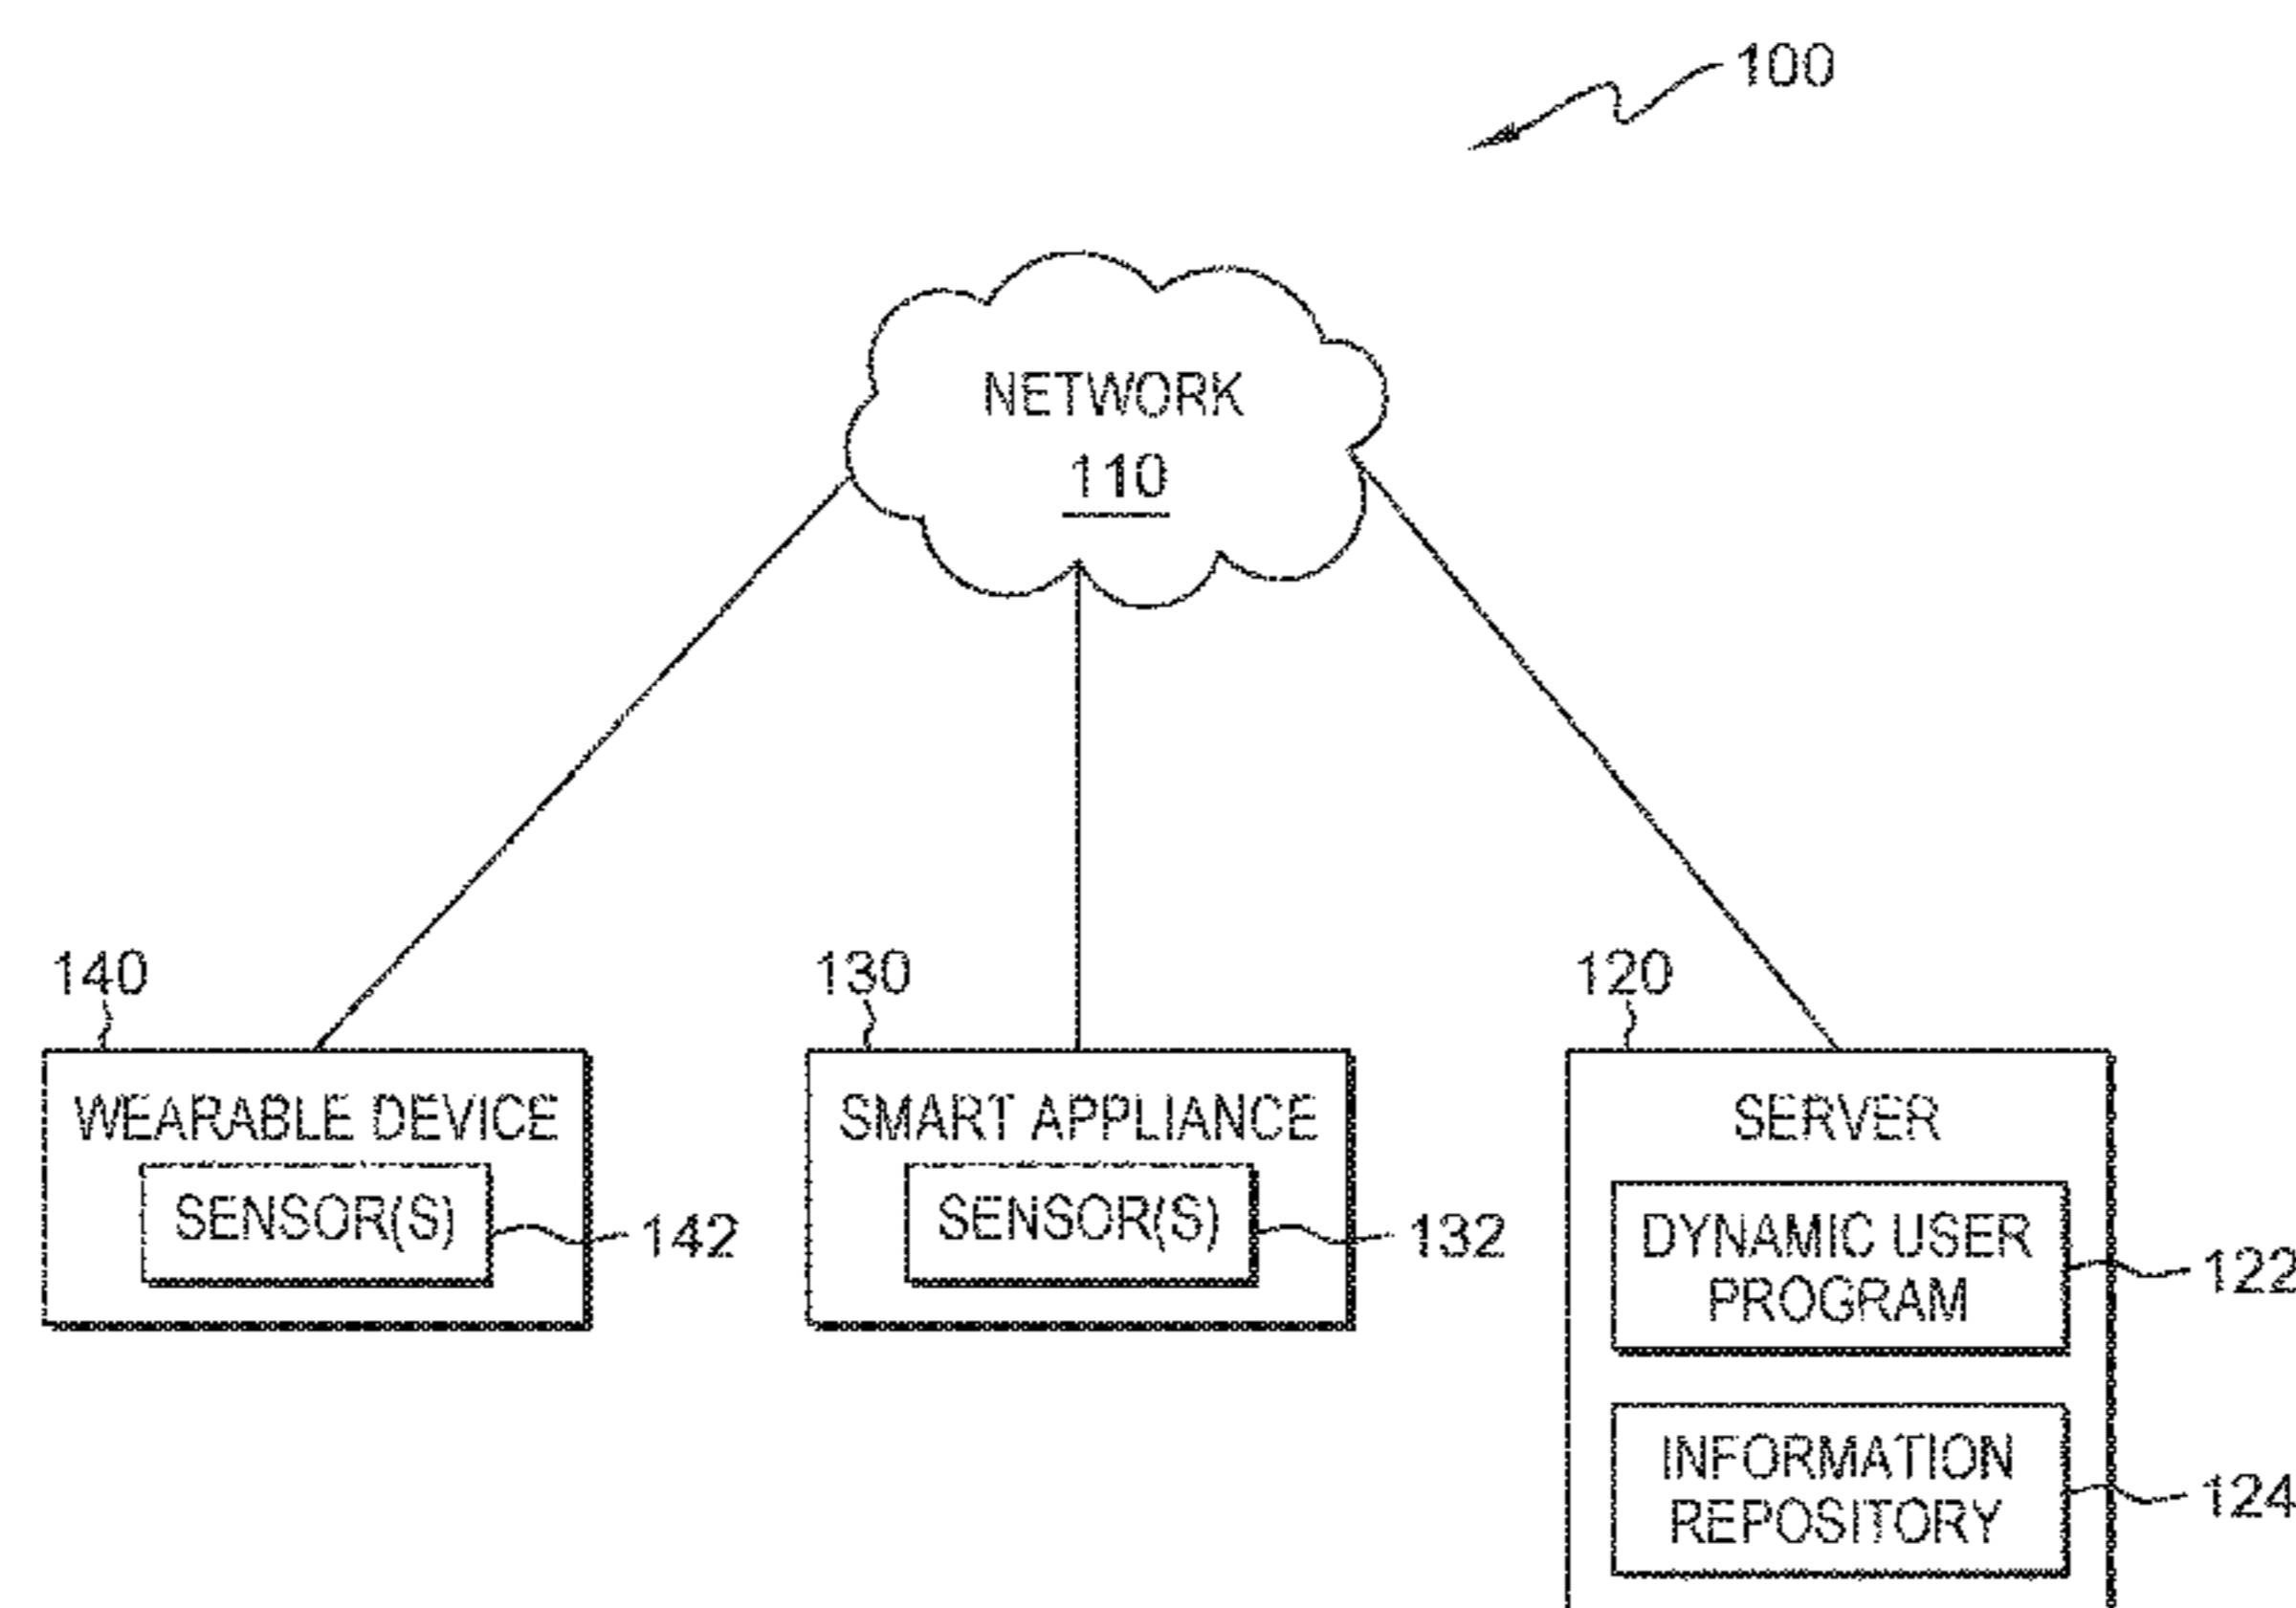 100
NETWORK
110
140
130
120
WEARABLE DEVICE
SENSOR(S)
142
SMART APPLIANCE
SENSOR(S)
132
SERVER
DYNAMIC USER
PROGRAM
122
INFORMATION
REPOSITORY
124